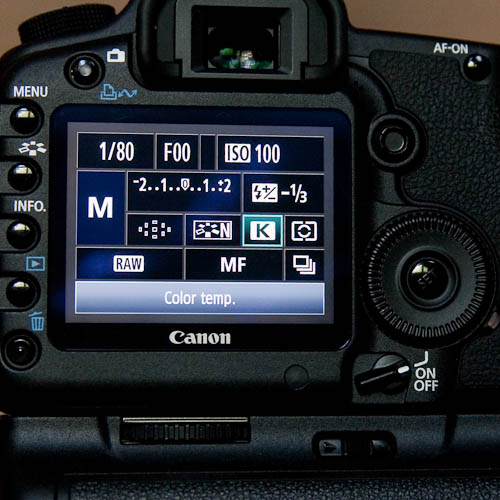 AF-ON
MENU
INFO.
1/80 F00 ISO 100
-2..1..0..1.:2
M
-1/3
N K
RAW MF
Color temp.
Canon
ON
OFF